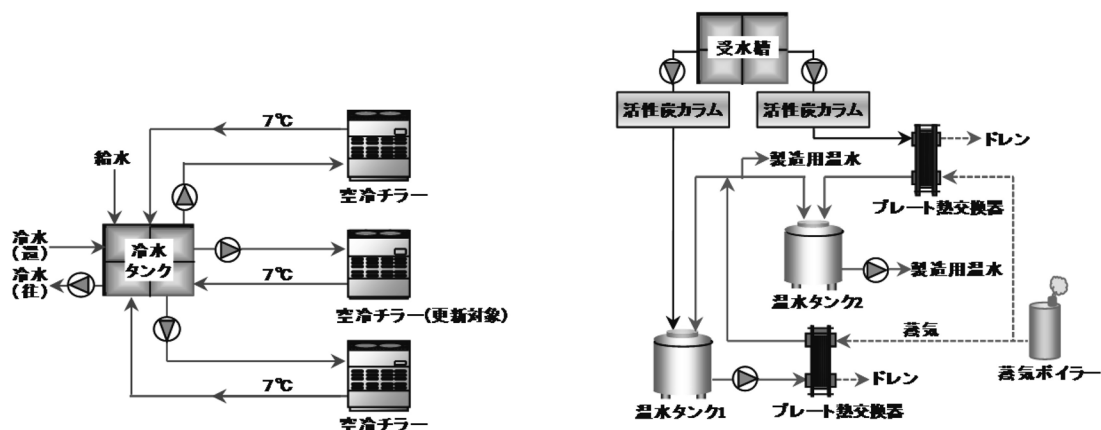 7℃
給水
空冷チラー
冷水
(還)
冷水
タンク
冷水
(往)
7℃
空冷チラー(更新対象)
7℃
空冷チラー
受水槽
活性炭カラム
活性炭カラム
ドレン
製造用温水
プレート熱交換器
製造用温水
温水タンク2
蒸気
蒸気ボイラー
ドレン
温水タンク1
プレート熱交換器